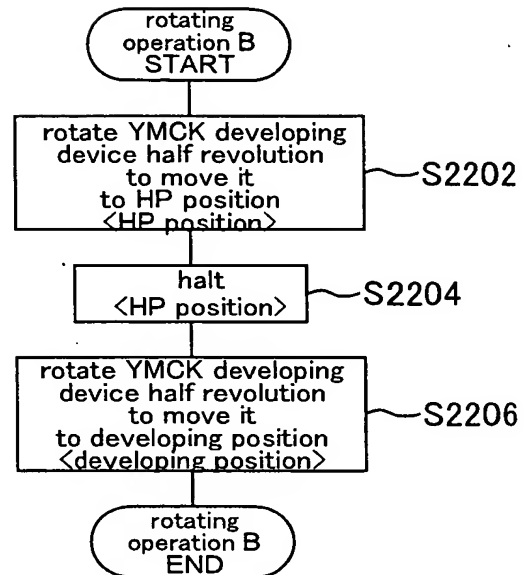 rotating
operation B
START
rotate YMCK developing
device half revolution
to move it
to HP position
<HP position>
S2202
halt
<HP position>
S2204
rotate YMCK developing
device half revolution
to move it
to developing position
<developing position>
S2206
rotating
operation B
END